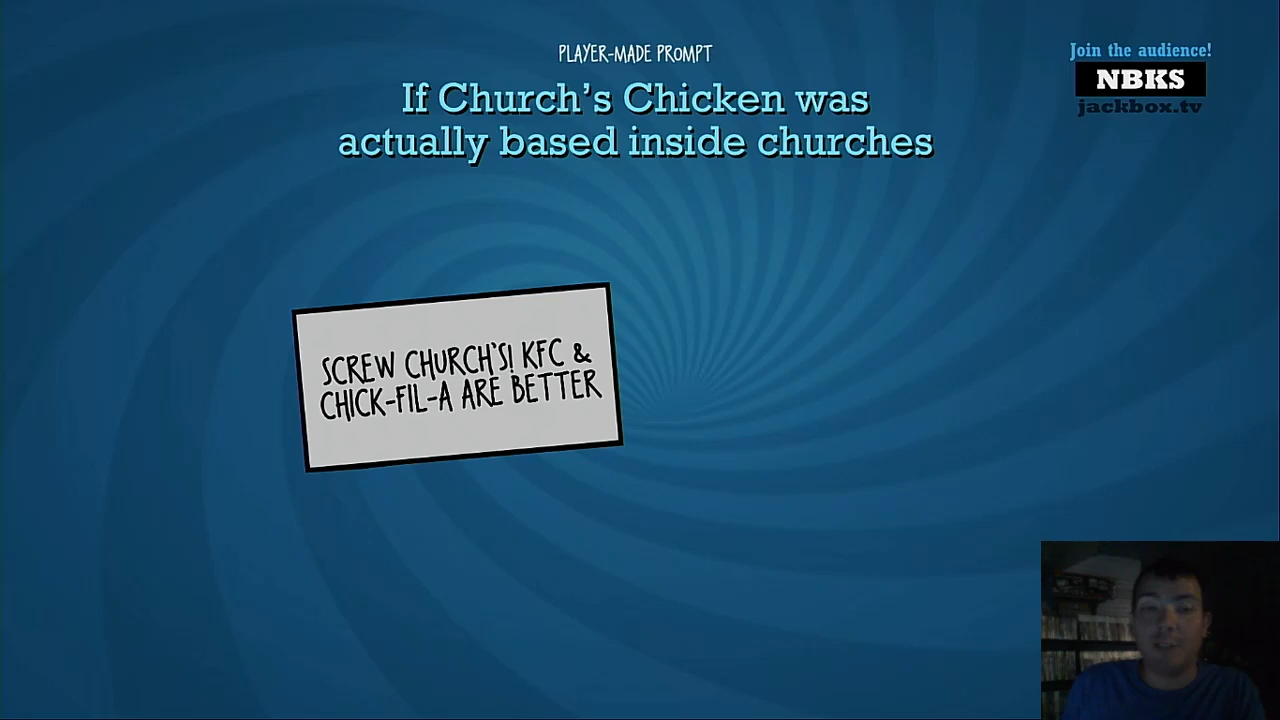 PLAYER-MADE PROMPT
If Church's Chicken was
actually based inside churches
Join the audience!
NBKS
jackbox.tv
SCREW CHURCH'S! KFC &
CHICK-FIL-A ARE BETTER